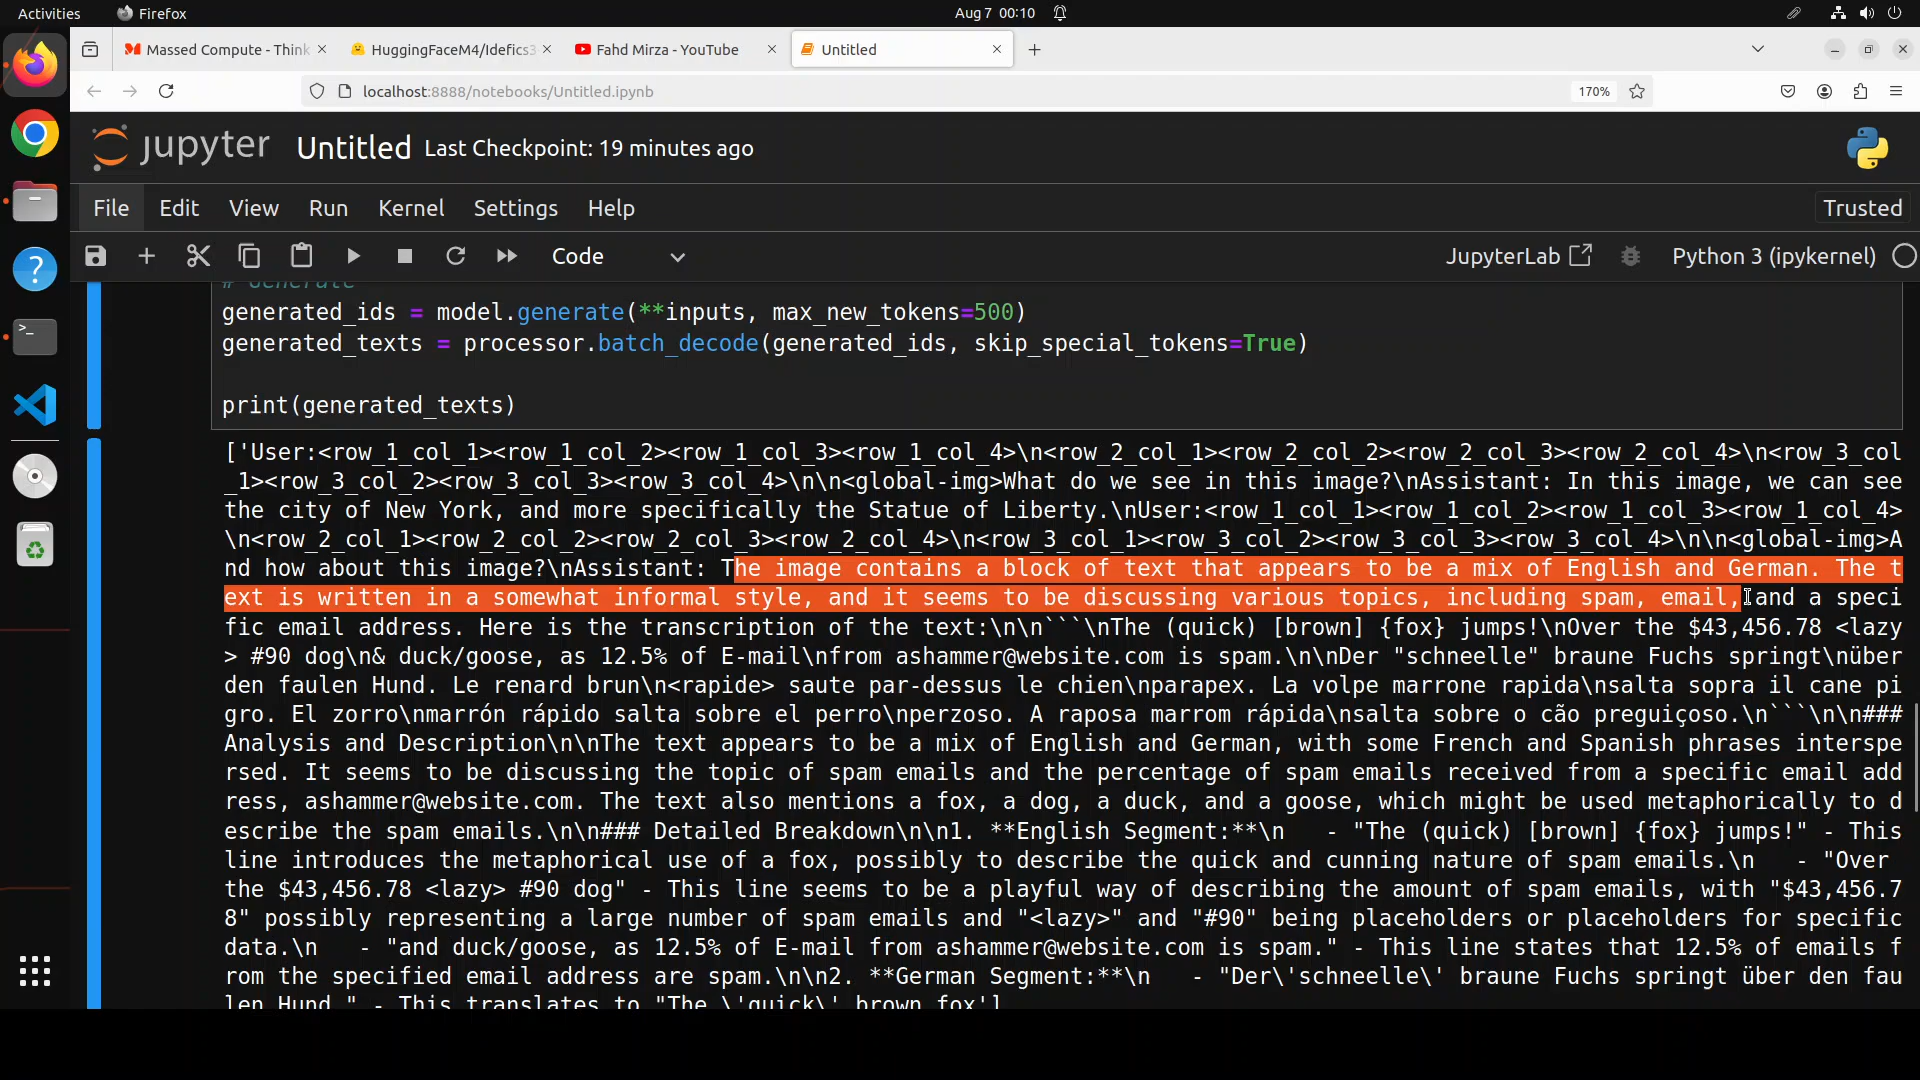 Activities
Firefox
Aug 7 00:10
Massed Compute - Think
HuggingFaceM4/Idefics3
Fahd Mirza - YouTube
Untitled
localhost:8888/notebooks/Untitled.ipynb
170%
jupyter Untitled Last Checkpoint: 19 minutes ago
File Edit View Run Kernel Settings Help
Trusted
Code
JupyterLab
Python 3 (ipykernel)
# Generate
generated_ids = model.generate(**inputs, max_new_tokens=500)
generated_texts = processor.batch_decode(generated_ids, skip_special_tokens=True)
print(generated_texts)
['User:<row_1_col_1><row_1_col_2><row_1_col_3><row_1_col_4>\n<row_2_col_1><row_2_col_2><row_2_col_3><row_2_col_4>\n<row_3_col
_1><row_3_col_2><row_3_col_3><row_3_col_4>\n\n<global-img>What do we see in this image?\nAssistant: In this image, we can see
the city of New York, and more specifically the Statue of Liberty.\nUser:<row_1_col_1><row_1_col_2><row_1_col_3><row_1_col_4>
\n<row_2_col_1><row_2_col_2><row_2_col_3><row_2_col_4>\n<row_3_col_1><row_3_col_2><row_3_col_3><row_3_col_4>\n\n<global-img>A
nd how about this image?\nAssistant: The image contains a block of text that appears to be a mix of English and German. The t
ext is written in a somewhat informal style, and it seems to be discussing various topics, including spam, email, and a speci
fic email address. Here is the transcription of the text:\n\n```\nThe (quick) [brown] {fox} jumps!\nOver the $43,456.78 <lazy
> #90 dog\n& duck/goose, as 12.5% of E-mail\nfrom ashammer@website.com is spam.\n\nDer "schneelle" braune Fuchs springt\nüber
den faulen Hund. Le renard brun\n<rapide> saute par-dessus le chien\nparapex. La volpe marrone rapida\nsalta sopra il cane pi
gro. El zorro\nmarrón rápido salta sobre el perro\nperzoso. A raposa marrom rápida\nsalta sobre o cão preguiçoso.\n```\n\n###
Analysis and Description\n\nThe text appears to be a mix of English and German, with some French and Spanish phrases interspe
rsed. It seems to be discussing the topic of spam emails and the percentage of spam emails received from a specific email add
ress, ashammer@website.com. The text also mentions a fox, a dog, a duck, and a goose, which might be used metaphorically to d
escribe the spam emails.\n\n### Detailed Breakdown\n\n1. **English Segment:**\n   - "The (quick) [brown] {fox} jumps!" - This
line introduces the metaphorical use of a fox, possibly to describe the quick and cunning nature of spam emails.\n   - "Over
the $43,456.78 <lazy> #90 dog" - This line seems to be a playful way of describing the amount of spam emails, with "$43,456.7
8" possibly representing a large number of spam emails and "<lazy>" and "#90" being placeholders or placeholders for specific
data.\n   - "and duck/goose, as 12.5% of E-mail from ashammer@website.com is spam." - This line states that 12.5% of emails f
rom the specified email address are spam.\n\n2. **German Segment:**\n   - "Der\'schneelle\' braune Fuchs springt über den fau
len Hund." - This translates to "The \'quick\' brown fox']